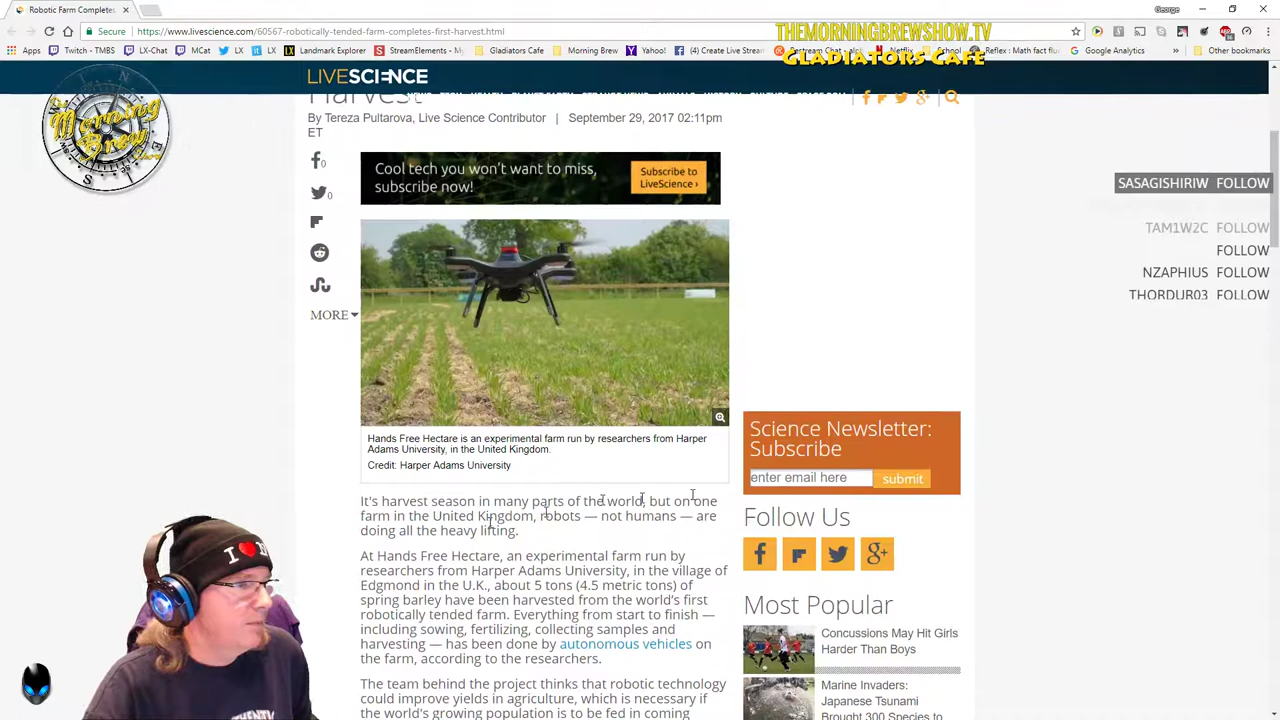 Robotic Farm Complete
George
Secure
https://www.livescience.com/60567-robotically-tended-farm-completes-first-harvest.html
THEMORNINGBREWSHOW.TV
Apps
Twitch - TMBS
LX-Chat
MCat
LX
Landmark Explorer
StreamElements - My
Gladiators Cafe
Morning Brew
Yahoo!
(4) Create Live Stream
Netflix
Reflex: Math fact flu
Google Analytics
Other bookmarks
GLADIATORS CAFE
LIVESCIENCE
Harvest
By Tereza Pultarova, Live Science Contributor | September 29, 2017 02:11pm
ET
The
Morning
Brew
Show
N
E
S
0
0
MORE
Cool tech you won't want to miss,
subscribe now!
Subscribe to
LiveScience ›
Hands Free Hectare is an experimental farm run by researchers from Harper
Adams University, in the United Kingdom.
Credit: Harper Adams University
It's harvest season in many parts of the world, but on one
farm in the United Kingdom, robots — not humans — are
doing all the heavy lifting.
At Hands Free Hectare, an experimental farm run by
researchers from Harper Adams University, in the village of
Edgmond in the U.K., about 5 tons (4.5 metric tons) of
spring barley have been harvested from the world's first
robotically tended farm. Everything from start to finish —
including sowing, fertilizing, collecting samples and
harvesting — has been done by autonomous vehicles on
the farm, according to the researchers.
The team behind the project thinks that robotic technology
could improve yields in agriculture, which is necessary if
the world's growing population is to be fed in coming
Science Newsletter:
Subscribe
enter email here
submit
Follow Us
Most Popular
Concussions May Hit Girls
Harder Than Boys
Marine Invaders:
Japanese Tsunami
Brought 300 Species to
SASAGISHIRIW FOLLOW
TAM1W2C FOLLOW
FOLLOW
NZAPHIUS FOLLOW
THORDUR03 FOLLOW
I